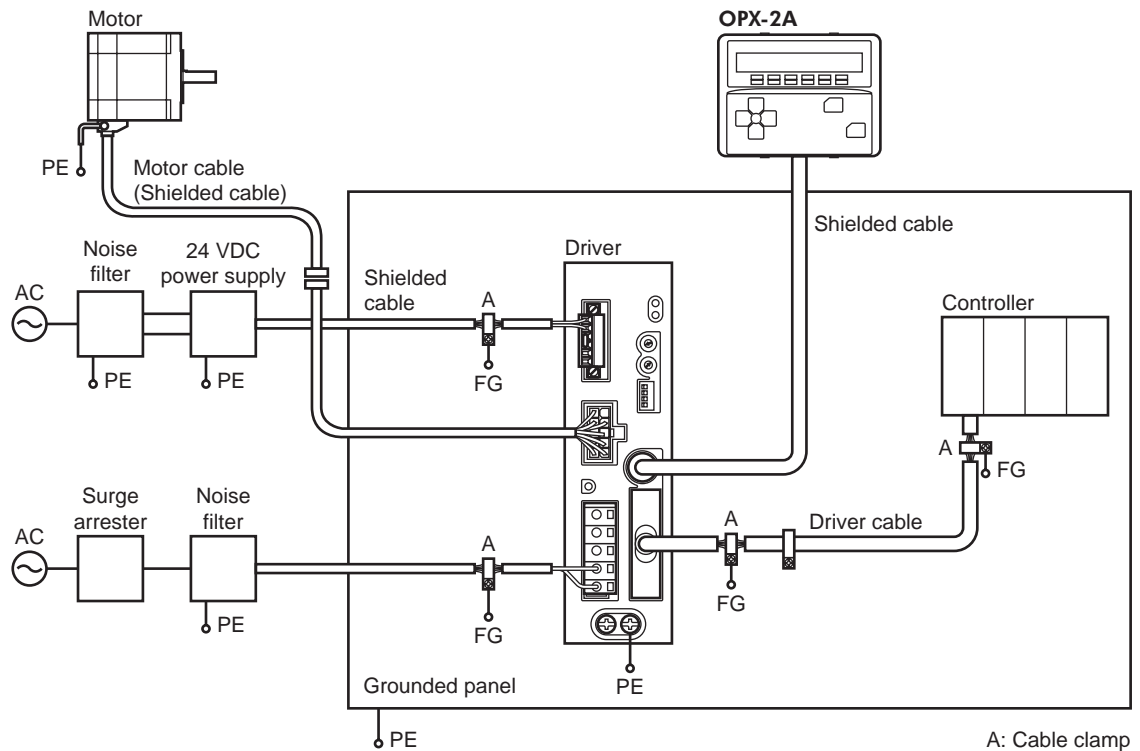 Motor
OPX-2A
PE
Motor cable
(Shielded cable)
Shielded cable
Noise
filter
24 VDC
power supply
Driver
AC
Shielded
cable
A
Controller
PE
PE
FG
A
FG
Surge
arrester
Noise
filter
AC
A
A
Driver cable
PE
FG
FG
PE
Grounded panel
PE
A: Cable clamp